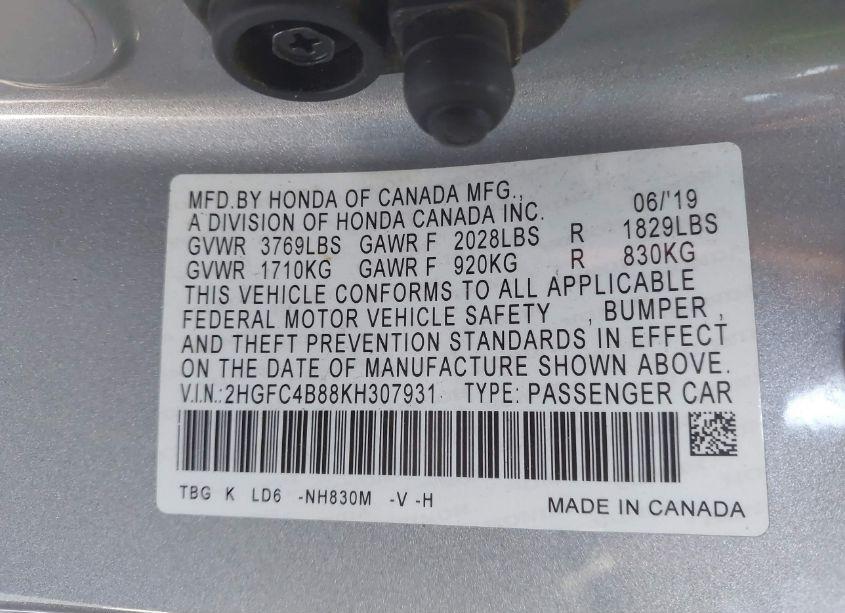 MFD.BY HONDA OF CANADA MFG., 06/'19
A DIVISION OF HONDA CANADA INC.
GVWR 3769LBS GAWR F 2028LBS R 1829LBS
GVWR 1710KG GAWR F 920KG R 830KG
THIS VEHICLE CONFORMS TO ALL APPLICABLE
FEDERAL MOTOR VEHICLE SAFETY , BUMPER ,
AND THEFT PREVENTION STANDARDS IN EFFECT
ON THE DATE OF MANUFACTURE SHOWN ABOVE.
V.I.N.:2HGFC4B88KH307931 TYPE: PASSENGER CAR
TBG K LD6 -NH830M -V -H MADE IN CANADA